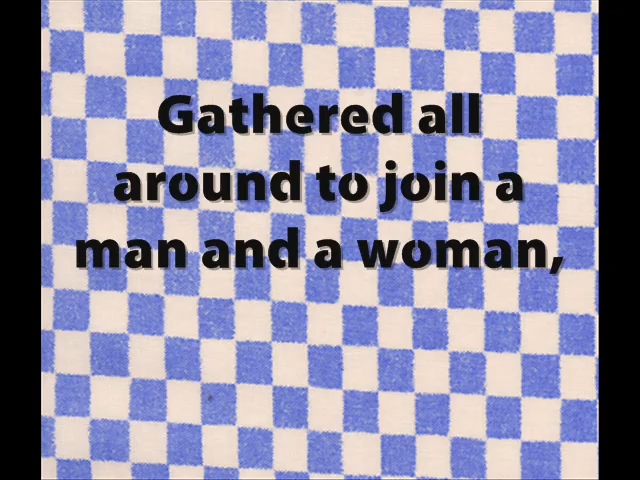 Gathered all
around to join a
man and a woman,